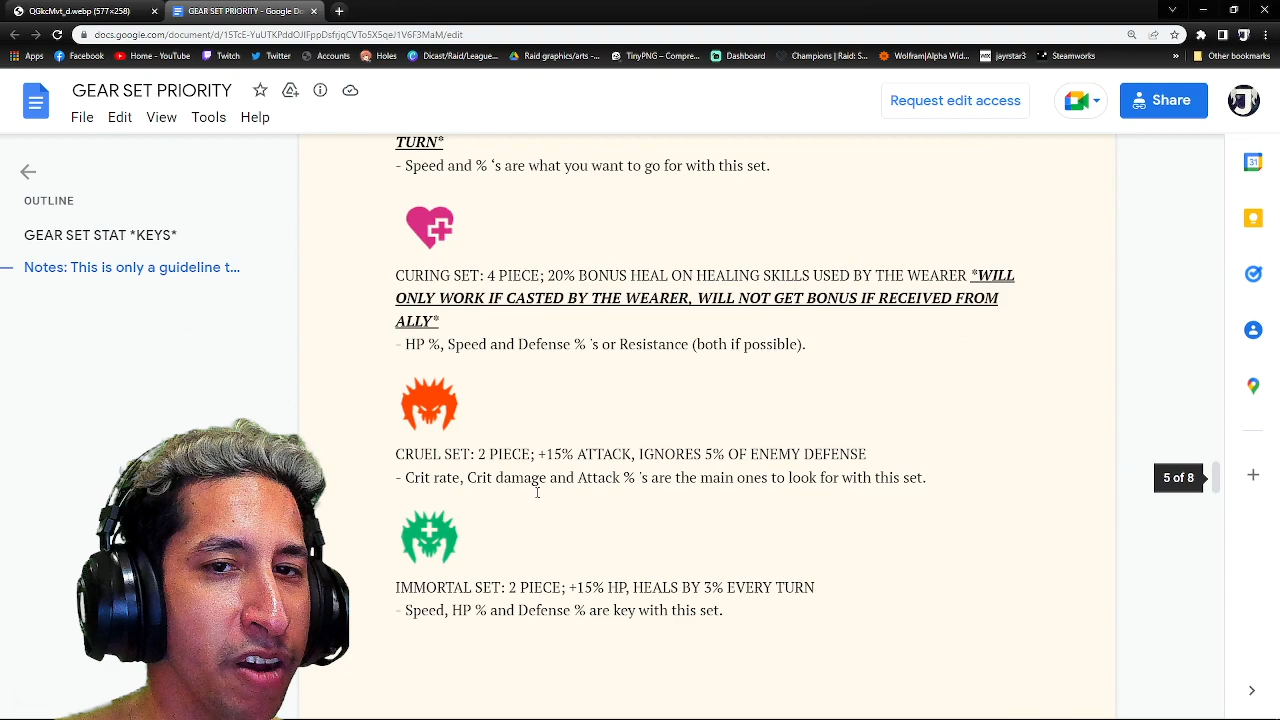 QGkcMvt_d.webp (577×258)
GEAR SET PRIORITY - Google Do
docs.google.com/document/d/15TcE-YuUTKPddOJIFppDsfrjqCVTo5X5qeJ1V6F3MaM/edit
Facebook
Home - YouTube
Twitch
Twitter
Accounts
Holes
Dicast/Raid/League/...
Raid graphics/arts -...
TinyPNG – Compre...
Dashboard
Champions | Raid: S...
Wolfram|Alpha Wid...
jayrstar3
Steamworks
Other bookmarks
GEAR SET PRIORITY
File Edit View Tools Help
Request edit access
Share
OUTLINE
GEAR SET STAT *KEYS*
Notes: This is only a guideline t...
TURN*
- Speed and % ‘s are what you want to go for with this set.
CURING SET: 4 PIECE; 20% BONUS HEAL ON HEALING SKILLS USED BY THE WEARER *WILL
ONLY WORK IF CASTED BY THE WEARER, WILL NOT GET BONUS IF RECEIVED FROM
ALLY*
- HP %, Speed and Defense % 's or Resistance (both if possible).
CRUEL SET: 2 PIECE; +15% ATTACK, IGNORES 5% OF ENEMY DEFENSE
- Crit rate, Crit damage and Attack % 's are the main ones to look for with this set.
5 of 8
IMMORTAL SET: 2 PIECE; +15% HP, HEALS BY 3% EVERY TURN
- Speed, HP % and Defense % are key with this set.